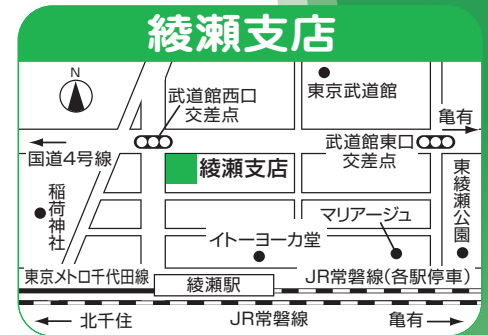 綾瀬支店
N
武道館西口
交差点
東京武道館
亀有
国道4号線
武道館東口
交差点
綾瀬支店
稲荷神社
東綾瀬公園
マリアージュ
イトーヨーカ堂
東京メトロ千代田線
綾瀬駅
JR常磐線(各駅停車)
北千住
JR常磐線
亀有